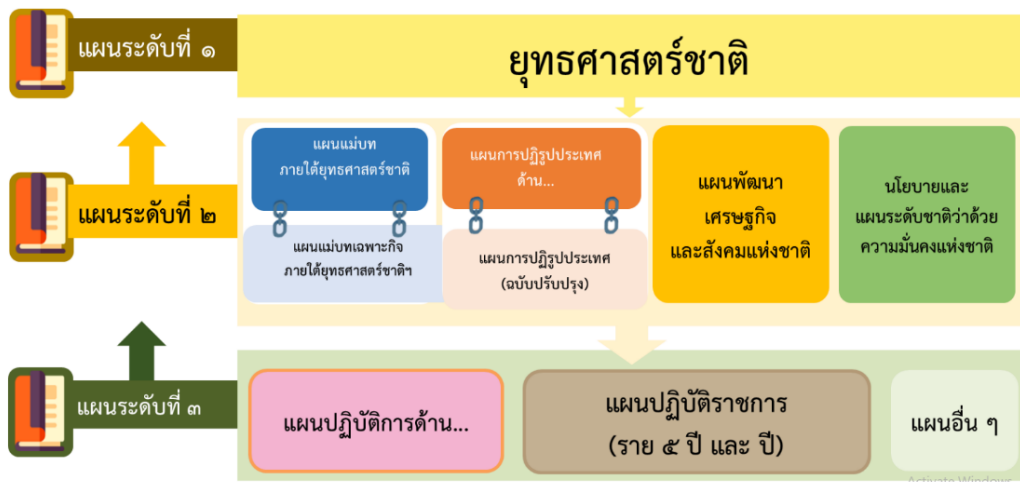 แผนระดับที่ ๑
ยุทธศาสตร์ชาติ
แผนระดับที่ ๒
แผนแม่บท
ภายใต้ยุทธศาสตร์ชาติ
แผนแม่บทเฉพาะกิจ
ภายใต้ยุทธศาสตร์ชาติฯ
แผนการปฏิรูปประเทศ
ด้าน...
แผนการปฏิรูปประเทศ
(ฉบับปรับปรุง)
แผนพัฒนา
เศรษฐกิจ
และสังคมแห่งชาติ
นโยบายและ
แผนระดับชาติว่าด้วย
ความมั่นคงแห่งชาติ
แผนระดับที่ ๓
แผนปฏิบัติการด้าน...
แผนปฏิบัติราชการ
(ราย ๕ ปี และ ปี)
แผนอื่น ๆ
Activate Windows